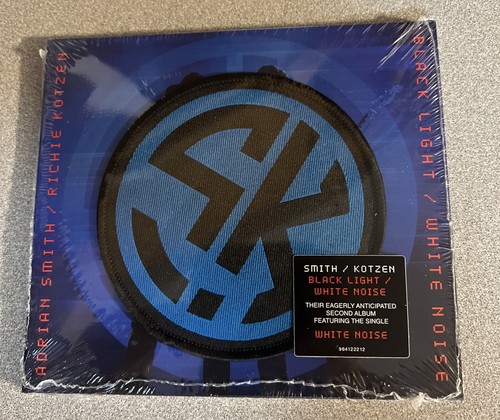 ADRIAN SMITH / RICHIE KOTZEN
BLACK LIGHT / WHITE NOISE
SK
SMITH / KOTZEN
BLACK LIGHT /
WHITE NOISE
THEIR EAGERLY ANTICIPATED
SECOND ALBUM
FEATURING THE SINGLE
WHITE NOISE
964122212